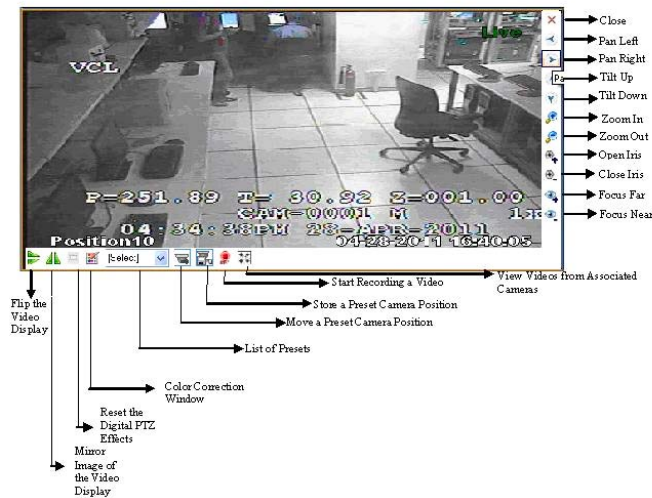 Live
VCL
P=251.89 T= 30.92 Z=001.00
CAM=0001 M 1x
04:34:38PM 28-APR-2011
Position10 04-28-2011 16:40:05
[Select]
Pa
Close
Pan Left
Pan Right
Tilt Up
Tilt Down
Zoom In
Zoom Out
Open Iris
Close Iris
Focus Far
Focus Near
View Videos from Associated
Cameras
Start Recording a Video
Store a Preset Camera Position
Move a Preset Camera Position
List of Presets
Color Correction
Window
Reset the
Digital PTZ
Effects
Mirror
Image of
the Video
Display
Flip the
Video
Display